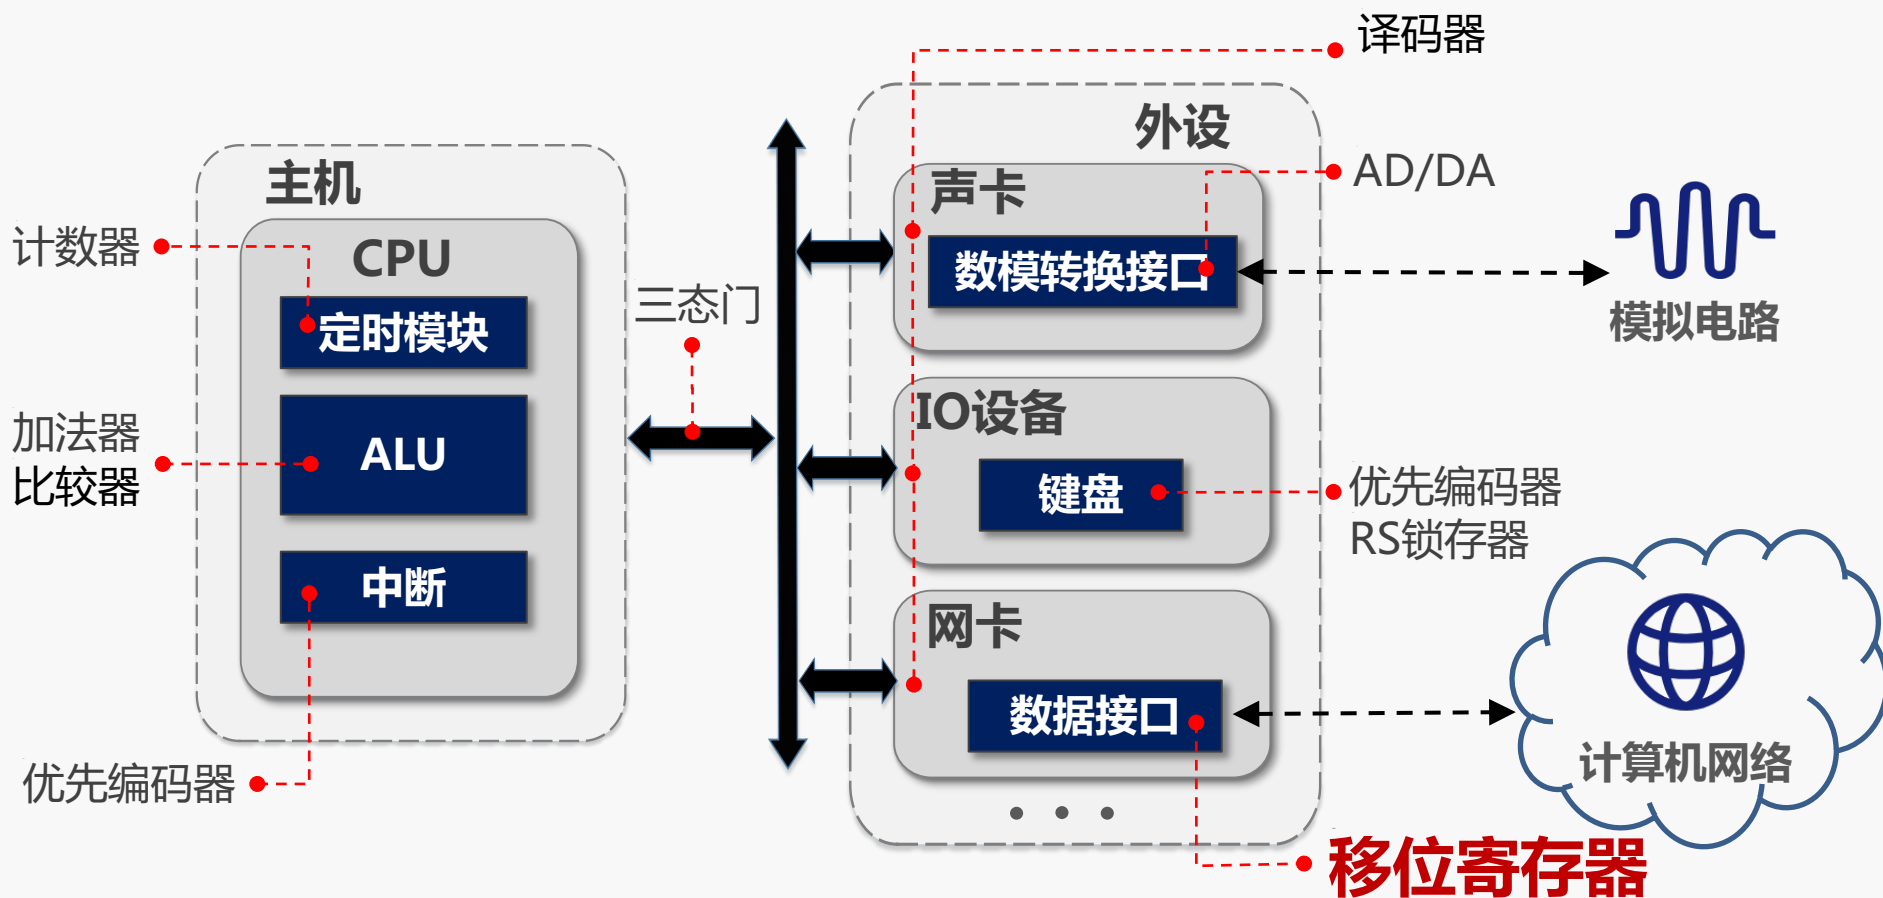 译码器
外设
主机
声卡
AD/DA
计数器
CPU
数模转换接口
三态门
定时模块
模拟电路
IO设备
加法器
比较器
ALU
键盘
优先编码器
RS锁存器
中断
网卡
数据接口
计算机网络
优先编码器
移位寄存器